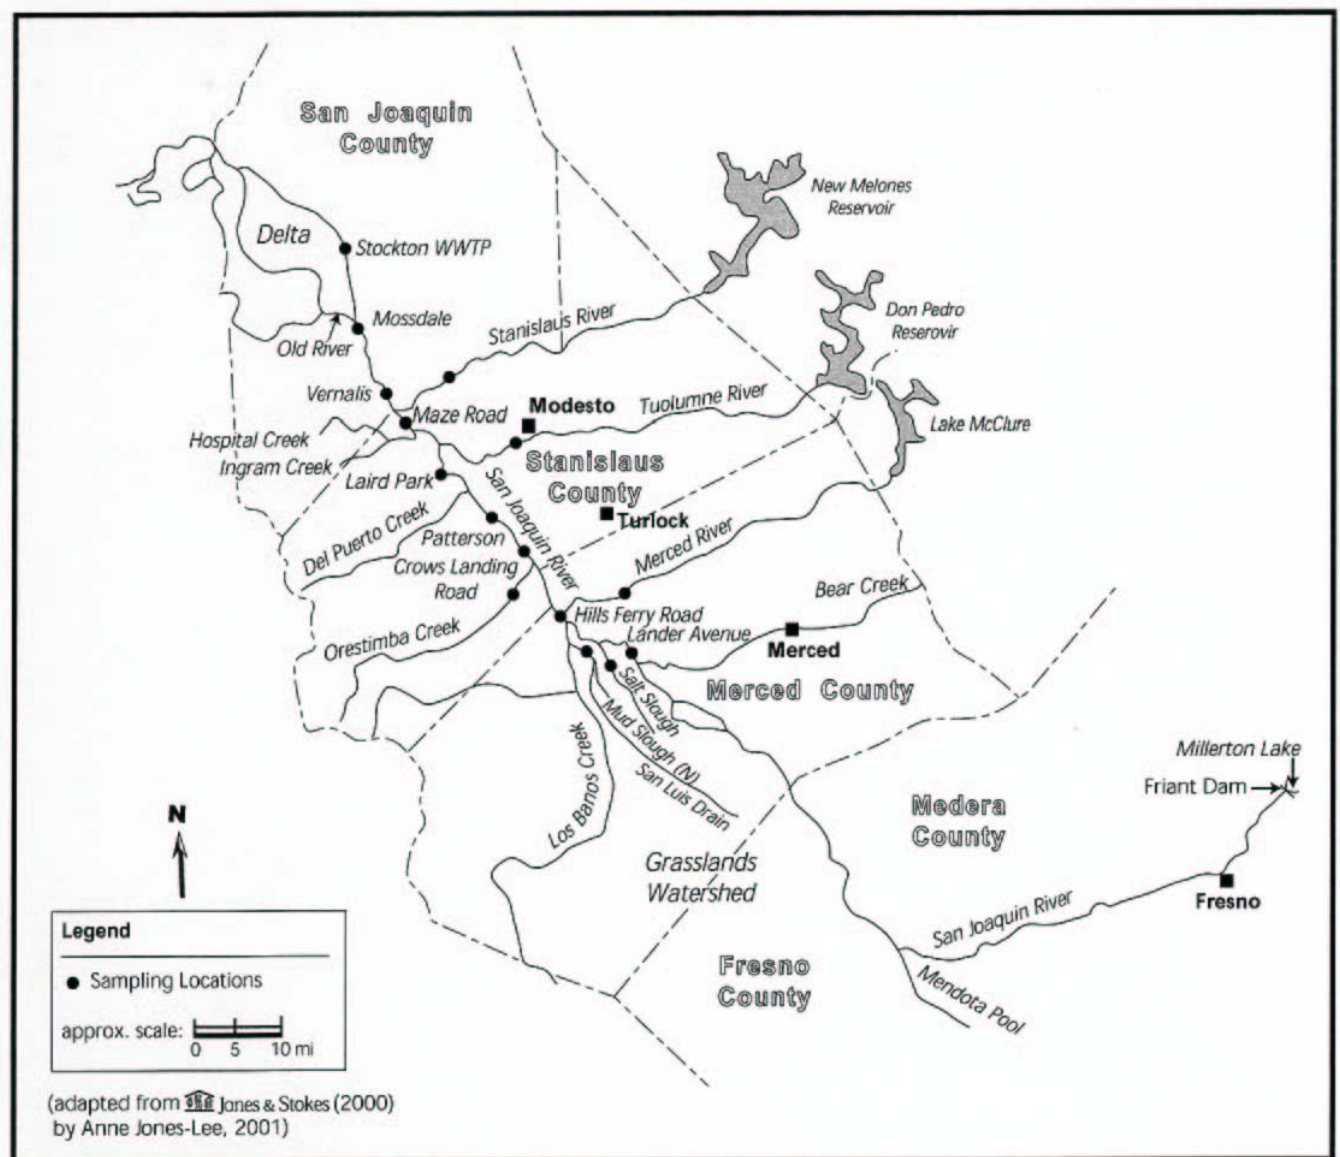 San Joaquin
County
New Melones
Reservoir
Delta
Stockton WWTP
Don Pedro
Reserovir
Mossdale
Stanislaus River
Old River
Vernalis
Maze Road
Modesto
Tuolumne River
Lake McClure
Hospital Creek
Ingram Creek
Stanislaus
County
Laird Park
San Joaquin River
Turlock
Del Puerto Creek
Patterson
Merced River
Crows Landing
Road
Bear Creek
Hills Ferry Road
Lander Avenue
Orestimba Creek
Merced
Salt Slough
Merced County
Mud Slough (N)
Los Banos Creek
San Luis Drain
Millerton Lake
Friant Dam
Medera
County
N
Grasslands
Watershed
Fresno
San Joaquin River
Legend
Fresno
County
Mendota Pool
Sampling Locations
approx. scale:
0 5 10 mi
(adapted from Jones & Stokes (2000)
by Anne Jones-Lee, 2001)